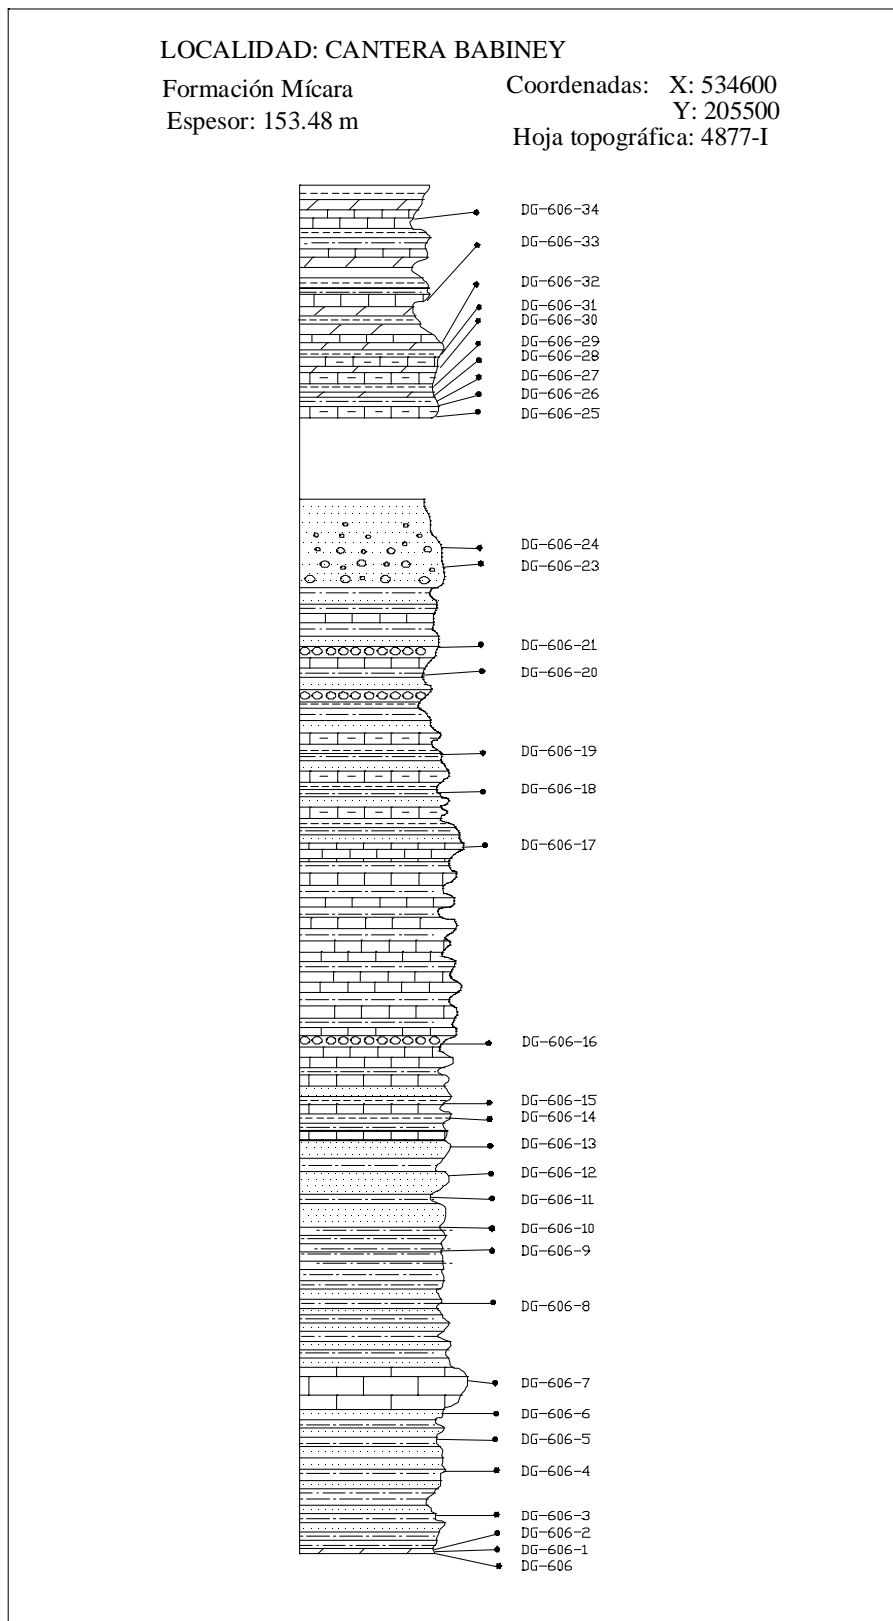 LOCALIDAD: CANTERA BABINEY
Formación Mícara
Espesor: 153.48 m
Coordenadas: X: 534600
Y: 205500
Hoja topográfica: 4877-I
DG-606-34
DG-606-33
DG-606-32
DG-606-31
DG-606-30
DG-606-29
DG-606-28
DG-606-27
DG-606-26
DG-606-25
DG-606-24
DG-606-23
DG-606-21
DG-606-20
DG-606-19
DG-606-18
DG-606-17
DG-606-16
DG-606-15
DG-606-14
DG-606-13
DG-606-12
DG-606-11
DG-606-10
DG-606-9
DG-606-8
DG-606-7
DG-606-6
DG-606-5
DG-606-4
DG-606-3
DG-606-2
DG-606-1
DG-606